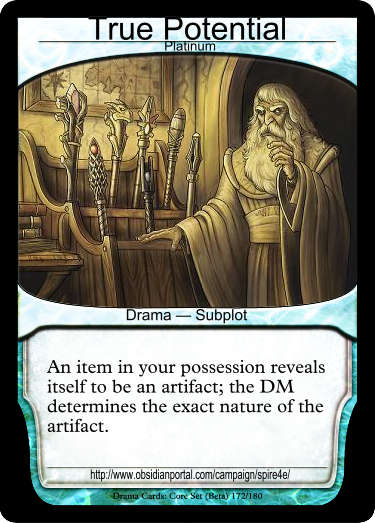 True Potential
Platinum
Drama — Subplot
An item in your possession reveals
itself to be an artifact; the DM
determines the exact nature of the
artifact.
http://www.obsidianportal.com/campaign/spire4e/
Drama Cards: Core Set (Beta) 172/180